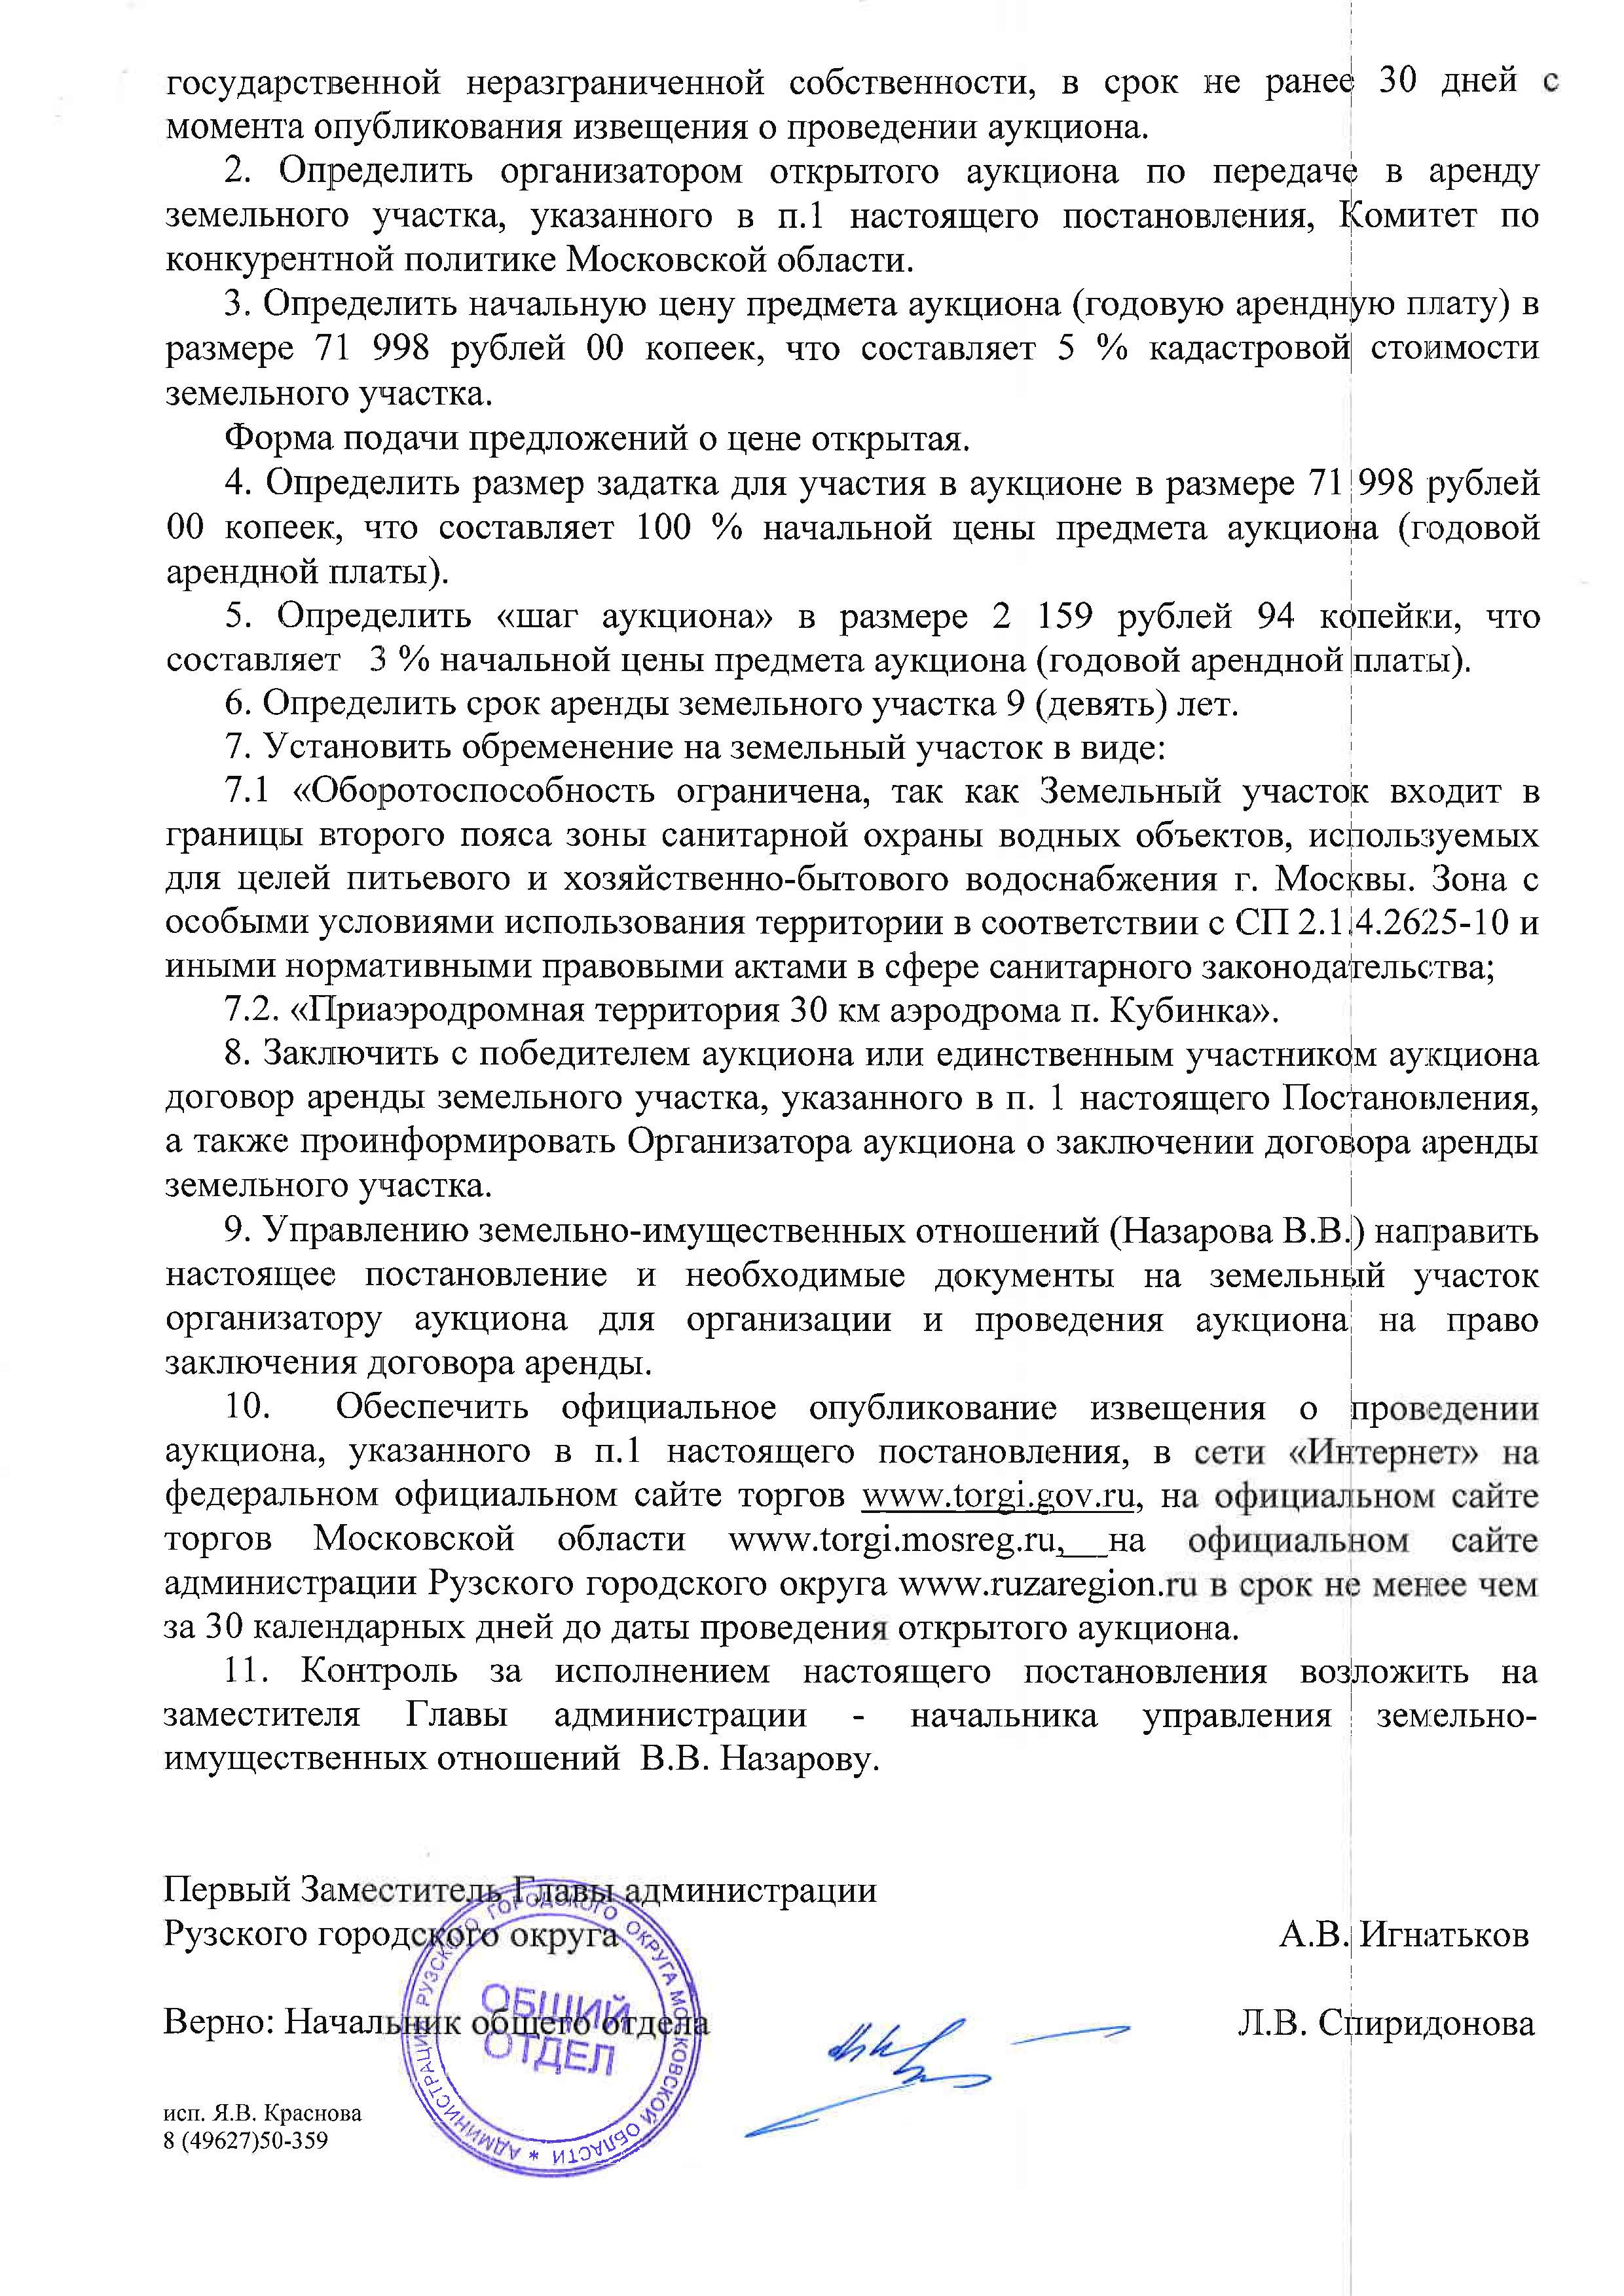 государственной неразграниченной собственности, в срок не ранее 30 дней с
момента опубликования извещения о проведении аукциона.
2. Определить организатором открытого аукциона по передаче в аренду
земельного участка, указанного в п.1 настоящего постановления, Комитет по
конкурентной политике Московской области.
3. Определить начальную цену предмета аукциона (годовую арендную плату) в
размере 71 998 рублей 00 копеек, что составляет 5 % кадастровой стоимости
земельного участка.
Форма подачи предложений о цене открытая.
4. Определить размер задатка для участия в аукционе в размере 71 998 рублей
00 копеек, что составляет 100 % начальной цены предмета аукциона (годовой
арендной платы).
5. Определить «шаг аукциона» в размере 2 159 рублей 94 копейки, что
составляет 3 % начальной цены предмета аукциона (годовой арендной платы).
6. Определить срок аренды земельного участка 9 (девять) лет.
7. Установить обременение на земельный участок в виде:
7.1 «Оборотоспособность ограничена, так как Земельный участок входит в
границы второго пояса зоны санитарной охраны водных объектов, используемых
для целей питьевого и хозяйственно-бытового водоснабжения г. Москвы. Зона с
особыми условиями использования территории в соответствии с СП 2.1.4.2625-10 и
иными нормативными правовыми актами в сфере санитарного законодательства;
7.2. «Приаэродромная территория 30 км аэродрома п. Кубинка».
8. Заключить с победителем аукциона или единственным участником аукциона
договор аренды земельного участка, указанного в п. 1 настоящего Постановления,
а также проинформировать Организатора аукциона о заключении договора аренды
земельного участка.
9. Управлению земельно-имущественных отношений (Назарова В.В.) направить
настоящее постановление и необходимые документы на земельный участок
организатору аукциона для организации и проведения аукциона на право
заключения договора аренды.
10. Обеспечить официальное опубликование извещения о проведении
аукциона, указанного в п.1 настоящего постановления, в сети «Интернет» на
федеральном официальном сайте торгов www.torgi.gov.ru, на официальном сайте
торгов Московской области www.torgi.mosreg.ru, на официальном сайте
администрации Рузского городского округа www.ruzaregion.ru в срок не менее чем
за 30 календарных дней до даты проведения открытого аукциона.
11. Контроль за исполнением настоящего постановления возложить на
заместителя Главы администрации - начальника управления земельно-
имущественных отношений В.В. Назарову.
Первый Заместитель Главы администрации
Рузского городского округа А.В. Игнатьков
Верно: Начальник общего отдела Л.В. Спиридонова
АДМИНИСТРАЦИЯ РУЗСКОГО ГОРОДСКОГО ОКРУГА МОСКОВСКОЙ ОБЛАСТИ *
ОБЩИЙ
ОТДЕЛ
исп. Я.В. Краснова
8 (49627)50-359